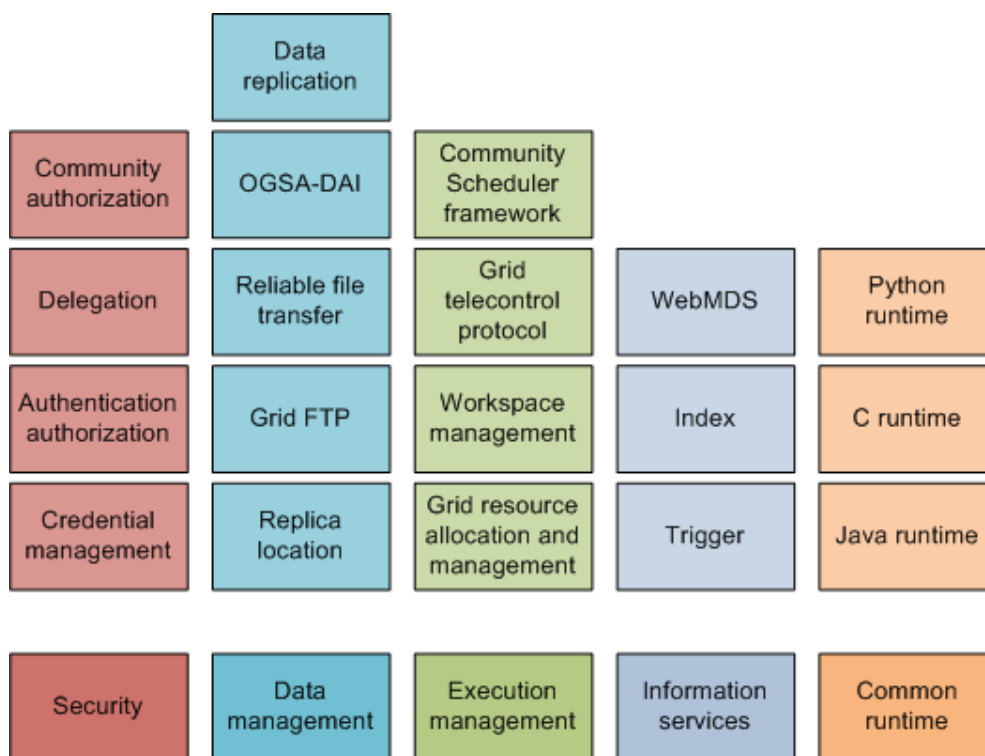 Data
replication
Community
authorization
OGSA-DAI
Community
Scheduler
framework
Delegation
Reliable file
transfer
Grid
telecontrol
protocol
WebMDS
Python
runtime
Authentication
authorization
Grid FTP
Workspace
management
Index
C runtime
Credential
management
Replica
location
Grid resource
allocation and
management
Trigger
Java runtime
Security
Data
management
Execution
management
Information
services
Common
runtime